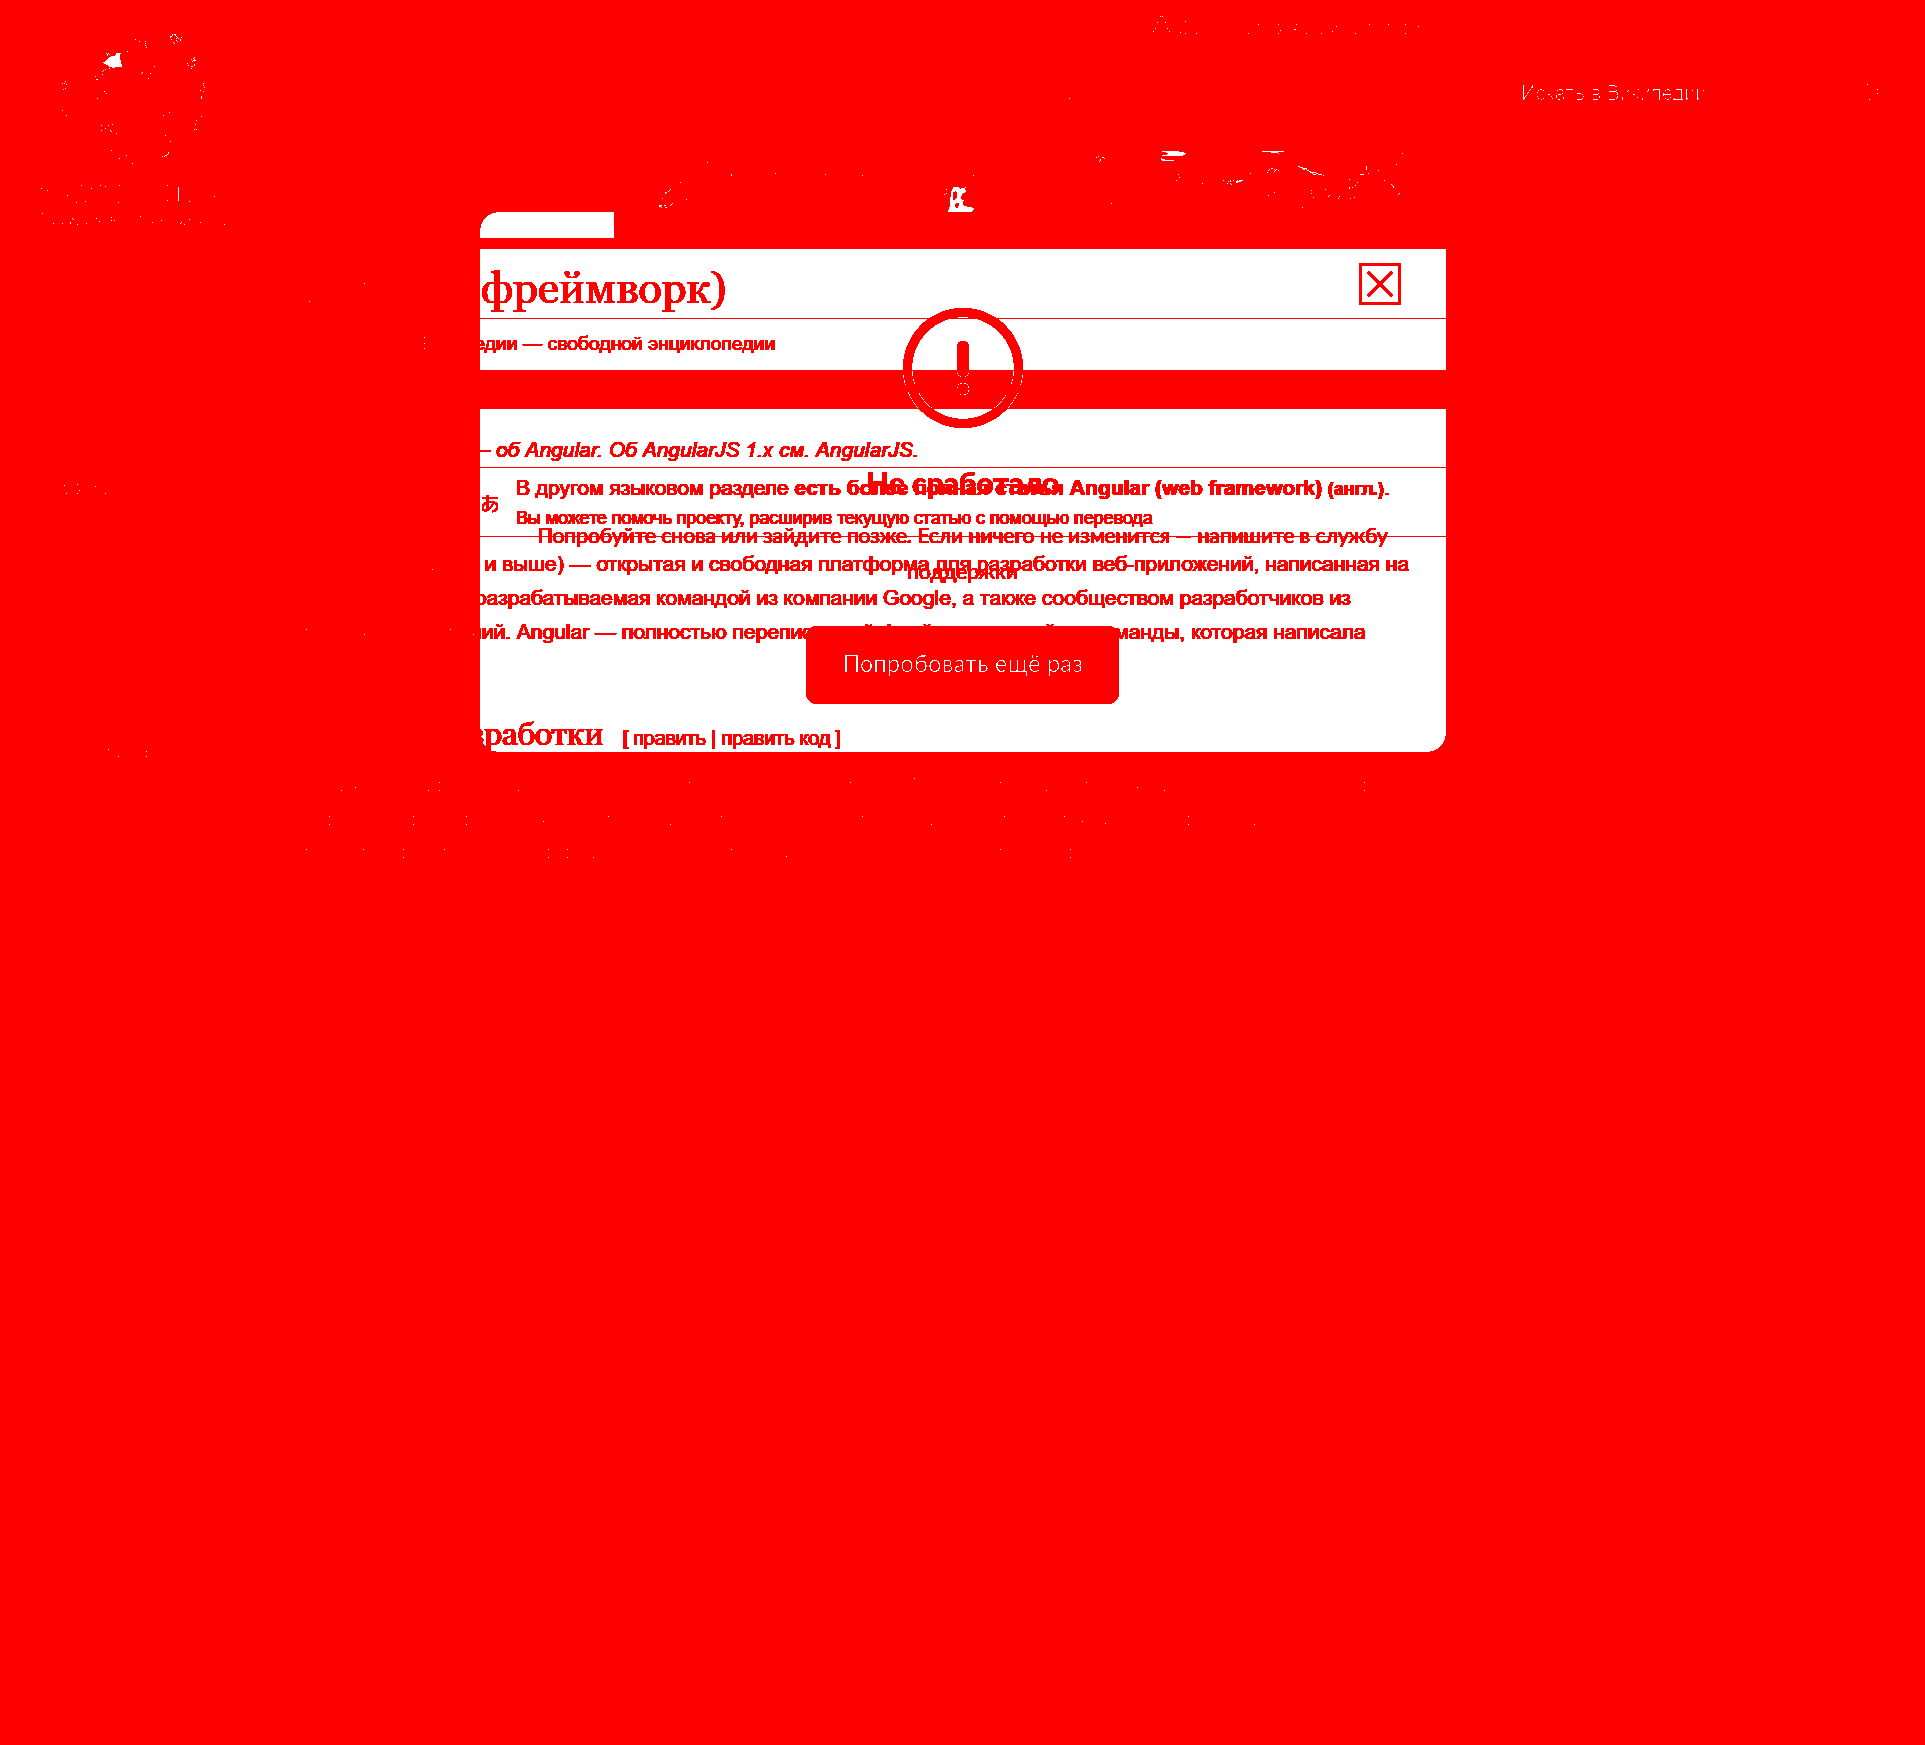 Искать в Википедии
фреймворк)
едии — свободной энциклопедии
– об Angular. Об AngularJS 1.x см. AngularJS.
Не сработало
В другом языковом разделе есть более полная статья Angular (web framework) (англ.).
Вы можете помочь проекту, расширив текущую статью с помощью перевода
Попробуйте снова или зайдите позже. Если ничего не изменится — напишите в службу
и выше) — открытая и свободная платформа для разработки веб-приложений, написанная на
поддержки
разрабатываемая командой из компании Google, а также сообществом разработчиков из
ий. Angular — полностью перепи манды, которая написала
Попробовать ещё раз
зработки [ править | править код ]